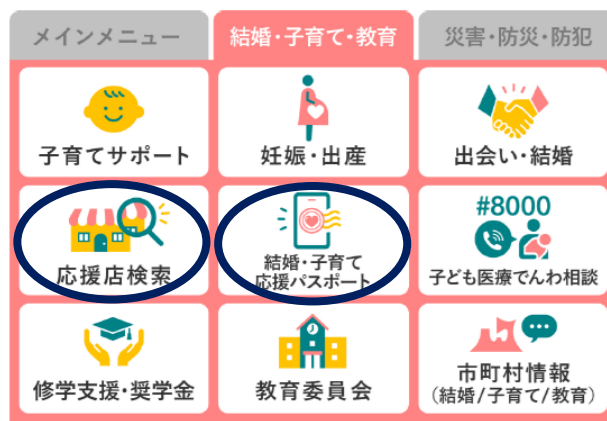 メインメニュー
結婚・子育て・教育
災害・防災・防犯
子育てサポート
妊娠・出産
出会い・結婚
応援店検索
結婚・子育て
応援パスポート
#8000
子ども医療でんわ相談
修学支援・奨学金
教育委員会
市町村情報
(結婚/子育て/教育)